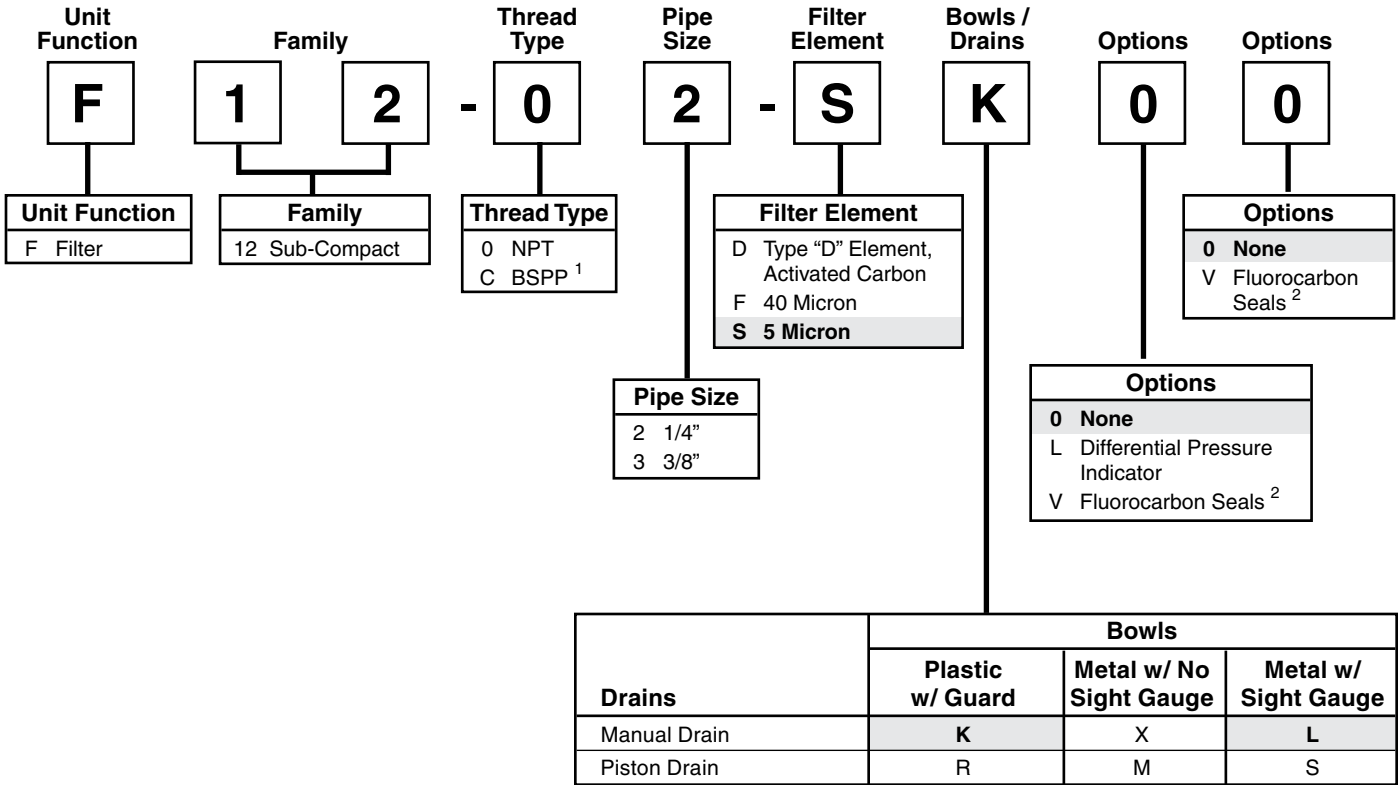 Unit Function
Family
Thread Type
Pipe Size
Filter Element
Bowls / Drains
Options
Options
F 1 2 - 0 2 - S K 0 0
Unit Function
F Filter
Family
12 Sub-Compact
Thread Type
0 NPT
C BSPP 1
Filter Element
D Type “D” Element,
Activated Carbon
F 40 Micron
S 5 Micron
Options
0 None
V Fluorocarbon
Seals 2
Pipe Size
2 1/4”
3 3/8”
Options
0 None
L Differential Pressure
Indicator
V Fluorocarbon Seals 2
Bowls
Drains
Plastic
w/ Guard
Metal w/ No
Sight Gauge
Metal w/
Sight Gauge
Manual Drain K X L
Piston Drain R M S